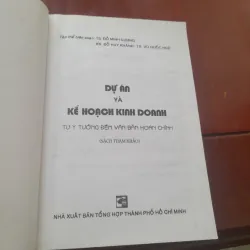 DỰ ÁN
VÀ
KẾ HOẠCH KINH DOANH
TỪ Ý TƯỞNG ĐẾN VĂN BẢN HOÀN CHỈNH
(SÁCH THAM KHẢO)
NHÀ XUẤT BẢN TỔNG HỢP THÀNH PHỐ HỒ CHÍ MINH